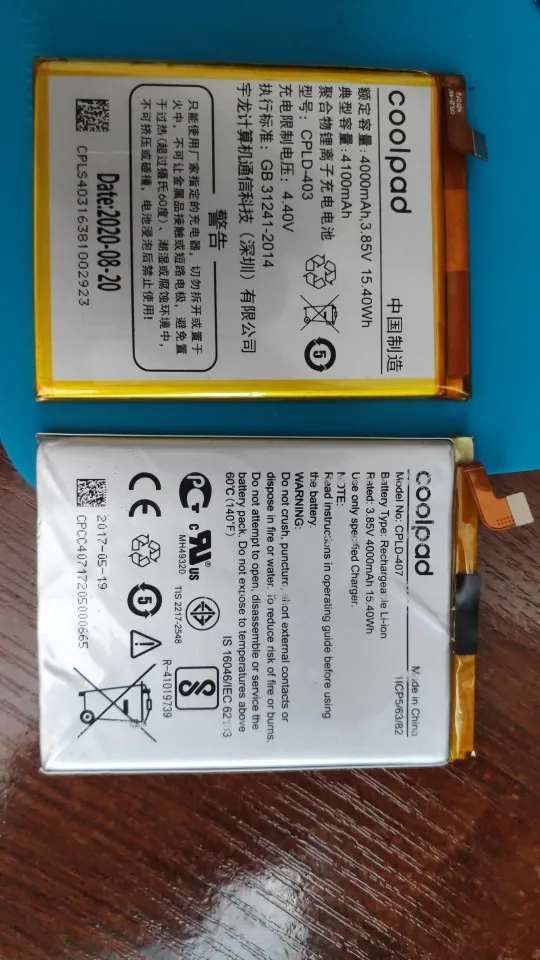 coolpad
中国制造
额定容量: 4000mAh,3.85V 15.40Wh
典型容量: 4100mAh
聚合物锂离子充电电池
型号: CPLD-403
充电限制电压: 4.40V
执行标准: GB 31241-2014
宇龙计算机通信科技(深圳)有限公司
5
警告
只能使用厂家指定的充电器, 切勿拆开或置于
火中, 不可让金属品接触或短路电极, 避免置
于过热(超过摄氏60度)、潮湿或腐蚀环境中,
不可挤压或碰撞, 电池浸泡后禁止使用!
Date:2020-08-20
CPLS40316381002923
coolpad
Made in China
Model No: CPLD-407
1ICP5/63/82
Battery Type: Rechargeable Li-ion
Rated: 3.85V 4000mAh 15.40Wh
Use only specified Charger.
NOTE:
Read instructions in operating guide before using
the battery.
WARNING:
Do not crush, puncture, short external contacts or
dispose in fire or water. To reduce risk of fire or burns,
Do not attempt to open, disassemble or service the
battery pack. Do not expose to temperatures above
60℃ (140℉)
IS 16046/IEC
c US
MH49320
TIS 2217-2548
R-41019739
CE
5
2017-05-19
CPCC40717205000665